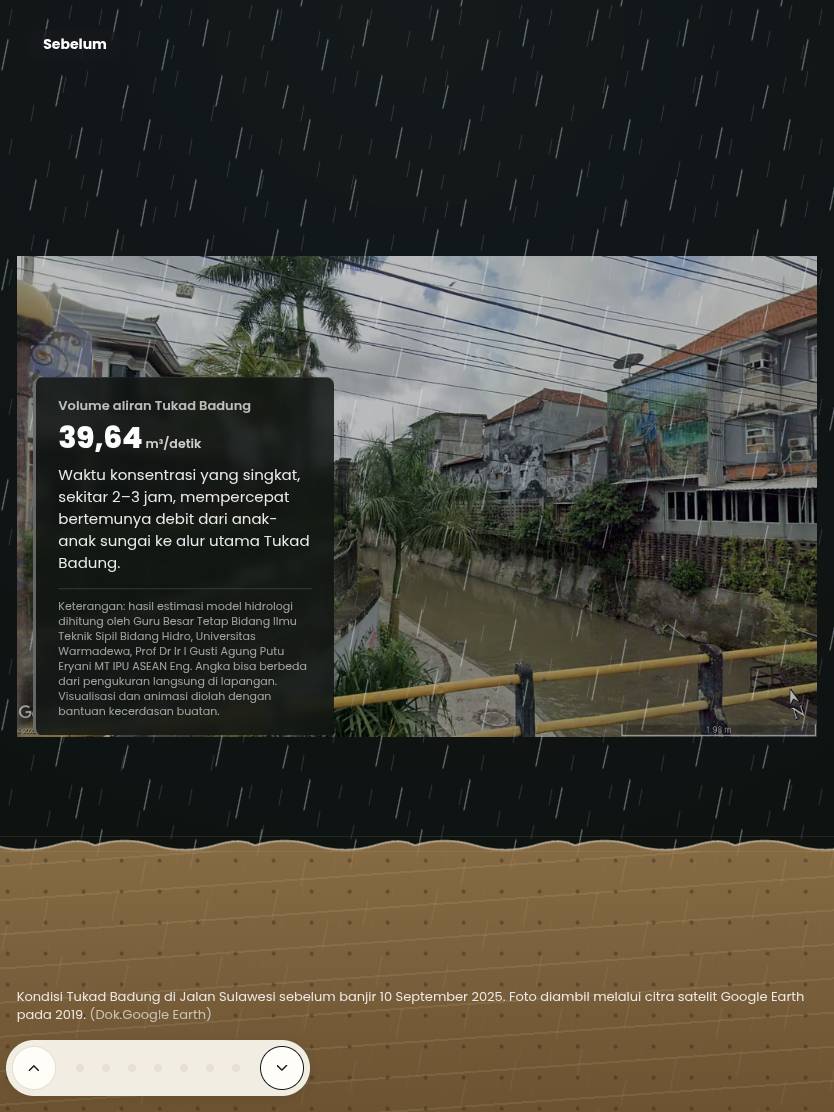 Sebelum
Volume aliran Tukad Badung
39,64 m³/detik
Waktu konsentrasi yang singkat,
sekitar 2–3 jam, mempercepat
bertemunya debit dari anak-
anak sungai ke alur utama Tukad
Badung.
Keterangan: hasil estimasi model hidrologi
dihitung oleh Guru Besar Tetap Bidang Ilmu
Teknik Sipil Bidang Hidro, Universitas
Warmadewa, Prof Dr Ir I Gusti Agung Putu
Eryani MT IPU ASEAN Eng. Angka bisa berbeda
dari pengukuran langsung di lapangan.
Visualisasi dan animasi diolah dengan
bantuan kecerdasan buatan.
1.98 m
Kondisi Tukad Badung di Jalan Sulawesi sebelum banjir 10 September 2025. Foto diambil melalui citra satelit Google Earth
pada 2019. (Dok.Google Earth)